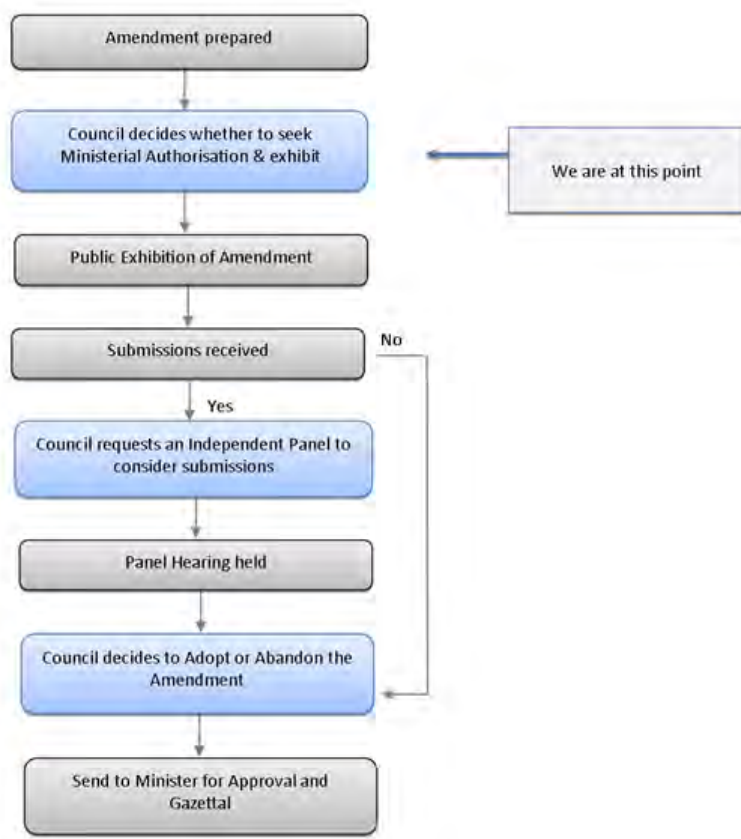 Amendment prepared
Council decides whether to seek
Ministerial Authorisation & exhibit
We are at this point
Public Exhibition of Amendment
Submissions received
No
Yes
Council requests an Independent Panel to
consider submissions
Panel Hearing held
Council decides to Adopt or Abandon the
Amendment
Send to Minister for Approval and
Gazettal